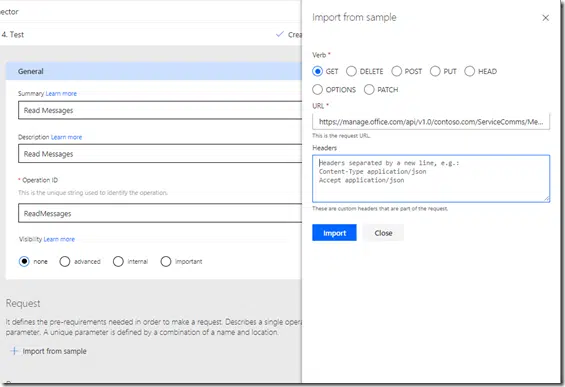 nector
4. Test
Crea
General
Summary Learn more
Read Messages
Description Learn more
Read Messages
* Operation ID
This is the unique string used to identify the operation.
ReadMessages
Visibility Learn more
none advanced internal important
Request
It defines the pre-requirements needed in order to make a request. Describes a single opera
parameter. A unique parameter is defined by a combination of a name and location.
+ Import from sample
Import from sample
Verb *
GET DELETE POST PUT HEAD
OPTIONS PATCH
URL *
https://manage.office.com/api/v1.0/contoso.com/ServiceComms/Me...
This is the request URL.
Headers
Headers separated by a new line, e.g.:
Content-Type application/json
Accept application/json
These are custom headers that are part of the request.
Import Close